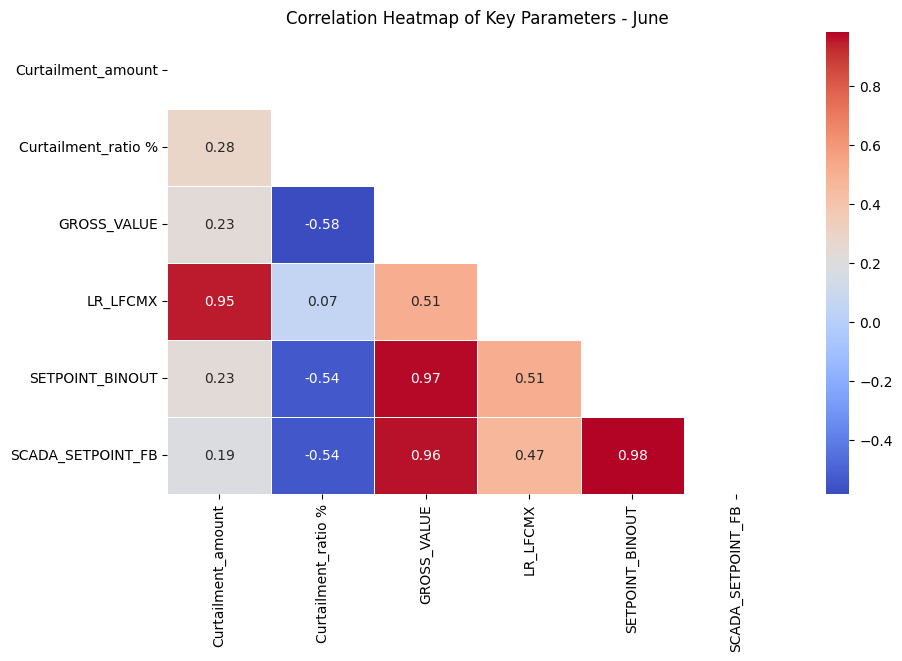 Correlation Heatmap of Key Parameters - June
Curtailment_amount
Curtailment_ratio %
0.28
GROSS_VALUE
0.23
-0.58
LR_LFCMX
0.95
0.07
0.51
SETPOINT_BINOUT
0.23
-0.54
0.97
0.51
SCADA_SETPOINT_FB
0.19
-0.54
0.96
0.47
0.98
Curtailment_amount
Curtailment_ratio %
GROSS_VALUE
LR_LFCMX
SETPOINT_BINOUT
SCADA_SETPOINT_FB
0.8
0.6
0.4
0.2
0.0
−0.2
−0.4